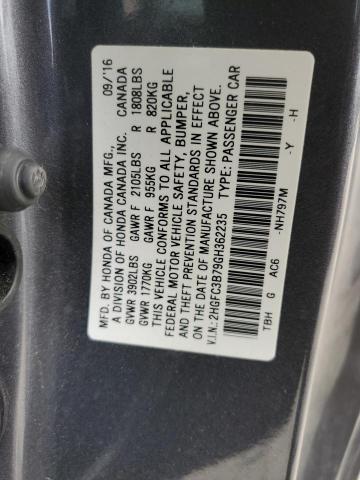 MFD. BY HONDA OF CANADA MFG., 09/'16
A DIVISION OF HONDA CANADA INC. CANADA
GVWR 3902LBS GAWR F 2105LBS R 1808LBS
GVWR 1770KG GAWR F 955KG R 820KG
THIS VEHICLE CONFORMS TO ALL APPLICABLE
FEDERAL MOTOR VEHICLE SAFETY, BUMPER,
AND THEFT PREVENTION STANDARDS IN EFFECT
ON THE DATE OF MANUFACTURE SHOWN ABOVE.
V.I.N.: 2HGFC3B79GH362235 TYPE: PASSENGER CAR
TBH G AC6 -NH797M -Y -H